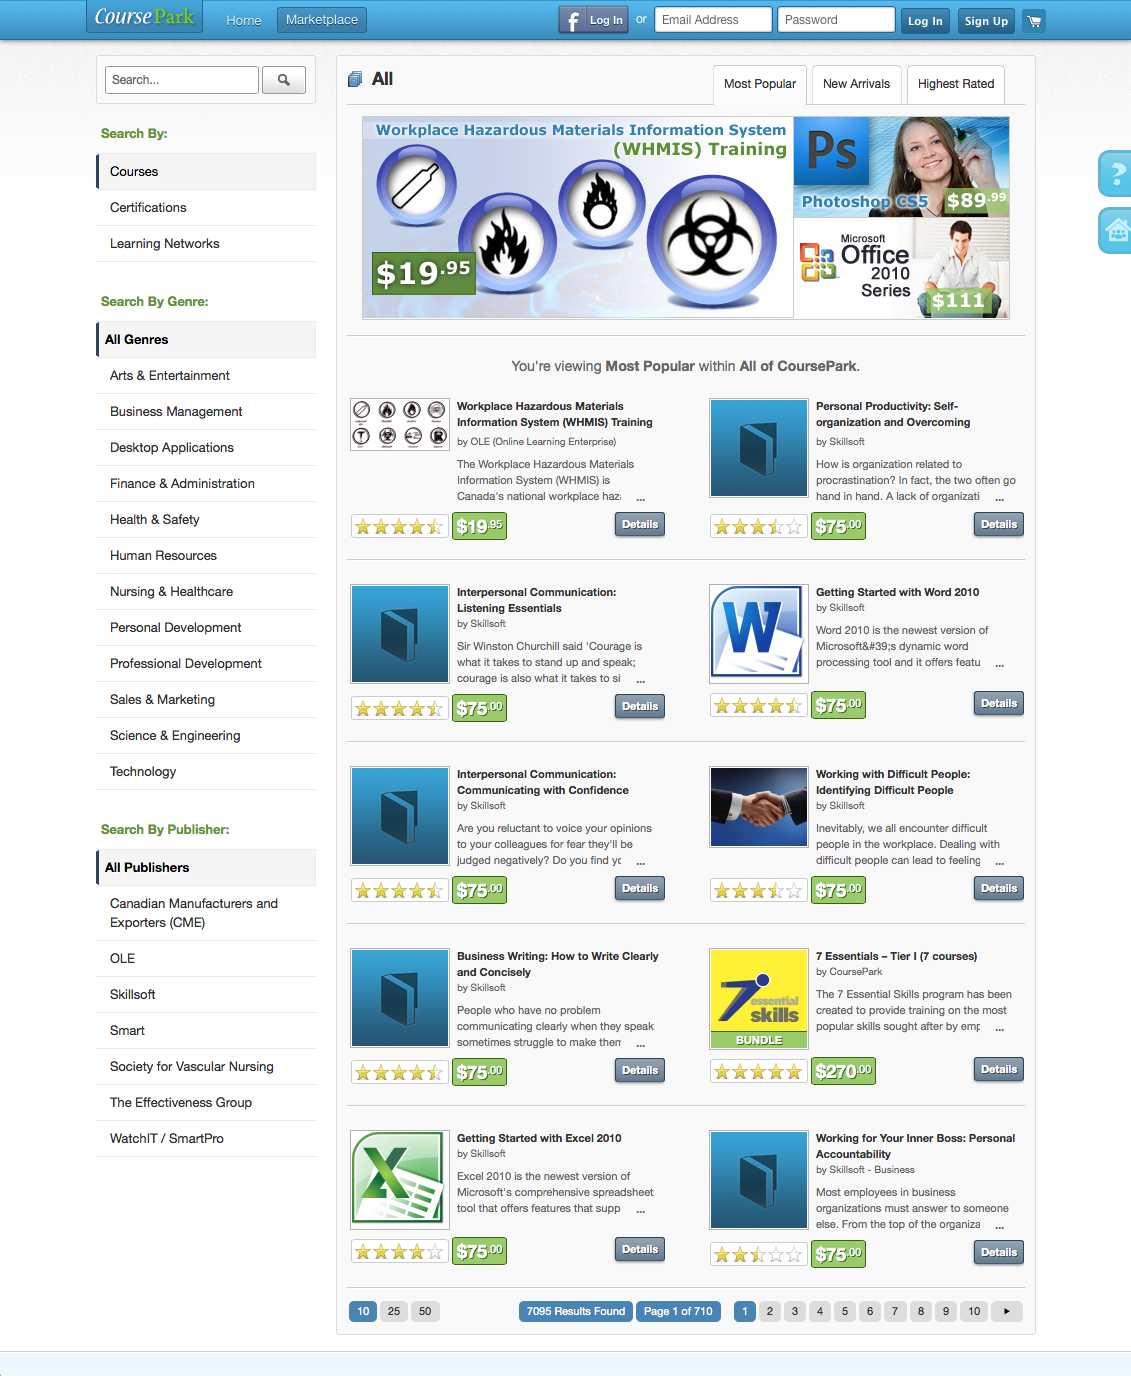 CoursePark
Home
Marketplace
Log In
or
Email Address
Password
Log In
Sign Up
Search...
Search By:
Courses
Certifications
Learning Networks
Search By Genre:
All Genres
Arts & Entertainment
Business Management
Desktop Applications
Finance & Administration
Health & Safety
Human Resources
Nursing & Healthcare
Personal Development
Professional Development
Sales & Marketing
Science & Engineering
Technology
Search By Publisher:
All Publishers
Canadian Manufacturers and
Exporters (CME)
OLE
Skillsoft
Smart
Society for Vascular Nursing
The Effectiveness Group
WatchIT / SmartPro
All
Most Popular
New Arrivals
Highest Rated
Workplace Hazardous Materials Information System
(WHMIS) Training
$19.95
Ps
Photoshop CS5
$89.99
Microsoft
Office
2010
Series
$111
You're viewing Most Popular within All of CoursePark.
Workplace Hazardous Materials
Information System (WHMIS) Training
by OLE (Online Learning Enterprise)
The Workplace Hazardous Materials
Information System (WHMIS) is
Canada's national workplace haz ...
$19.95
Details
Personal Productivity: Self-
organization and Overcoming
by Skillsoft
How is organization related to
procrastination? In fact, the two often go
hand in hand. A lack of organizati ...
$75.00
Details
Interpersonal Communication:
Listening Essentials
by Skillsoft
Sir Winston Churchill said 'Courage is
what it takes to stand up and speak;
courage is also what it takes to si ...
$75.00
Details
Getting Started with Word 2010
by Skillsoft
Word 2010 is the newest version of
Microsoft&#39;s dynamic word
processing tool and it offers featu ...
$75.00
Details
Interpersonal Communication:
Communicating with Confidence
by Skillsoft
Are you reluctant to voice your opinions
to your colleagues for fear they'll be
judged negatively? Do you find yo ...
$75.00
Details
Working with Difficult People:
Identifying Difficult People
by Skillsoft
Inevitably, we all encounter difficult
people in the workplace. Dealing with
difficult people can lead to feeling ...
$75.00
Details
Business Writing: How to Write Clearly
and Concisely
by Skillsoft
People who have no problem
communicating clearly when they speak
sometimes struggle to make them ...
$75.00
Details
7 essential
skills
BUNDLE
7 Essentials – Tier I (7 courses)
by CoursePark
The 7 Essential Skills program has been
created to provide training on the most
popular skills sought after by emp ...
$270.00
Details
Getting Started with Excel 2010
by Skillsoft
Excel 2010 is the newest version of
Microsoft's comprehensive spreadsheet
tool that offers features that supp ...
$75.00
Details
Working for Your Inner Boss: Personal
Accountability
by Skillsoft - Business
Most employees in business
organizations must answer to someone
else. From the top of the organiza ...
$75.00
Details
10 25 50
7095 Results Found
Page 1 of 710
1 2 3 4 5 6 7 8 9 10